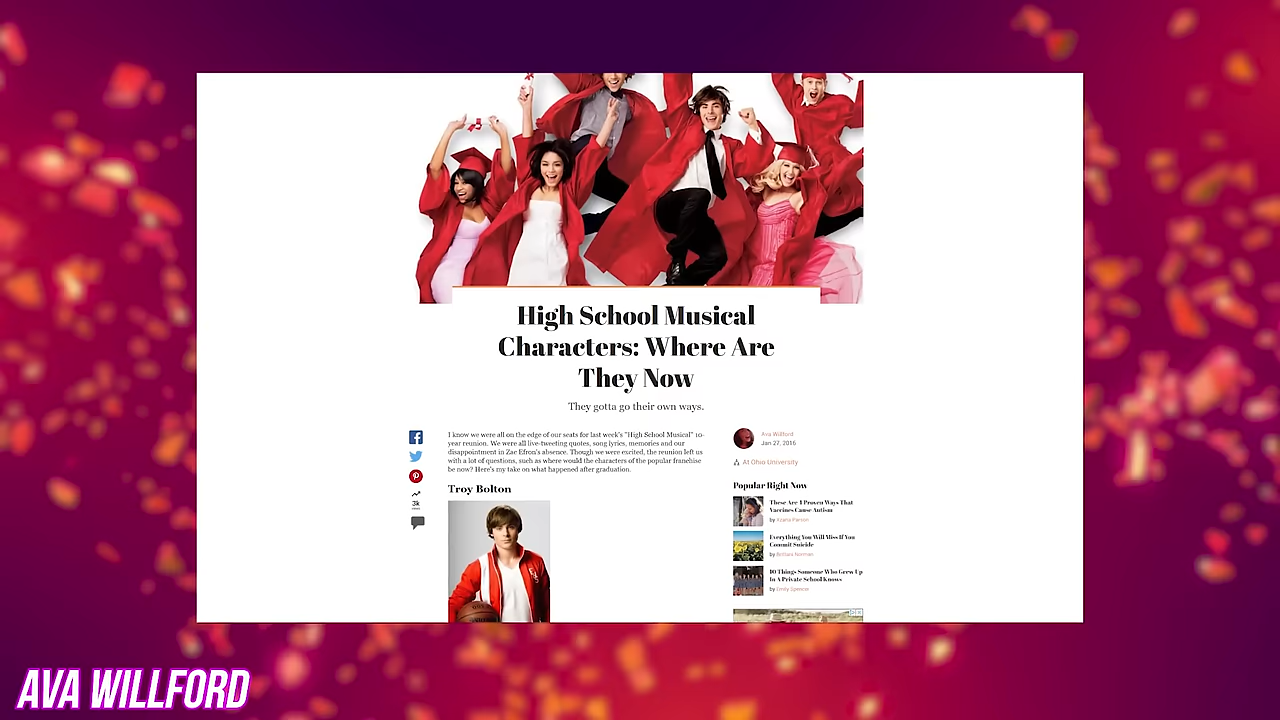 High School Musical
Characters: Where Are
They Now
They gotta go their own ways.
I know we were all on the edge of our seats for last week's "High School Musical" 10-
year reunion. We were all live-tweeting quotes, song lyrics, memories and our
disappointment in Zac Efron's absence. Though we were excited, the reunion left us
with a lot of questions, such as where would the characters of the popular franchise
be now? Here's my take on what happened after graduation.
Troy Bolton
3k
views
Ava Willford
Jan 27, 2016
At Ohio University
Popular Right Now
These Are 4 Proven Ways That
Vaccines Cause Autism
by
Everything You Will Miss If You
Commit Suicide
by
10 Things Someone Who Grew Up
In A Private School Knows
by Emily
AVA WILLFORD